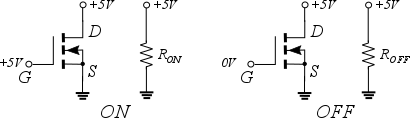 +5V +5V +5V +5V
D D
R_ON R_OFF
+5V 0V
G S G S
ON OFF